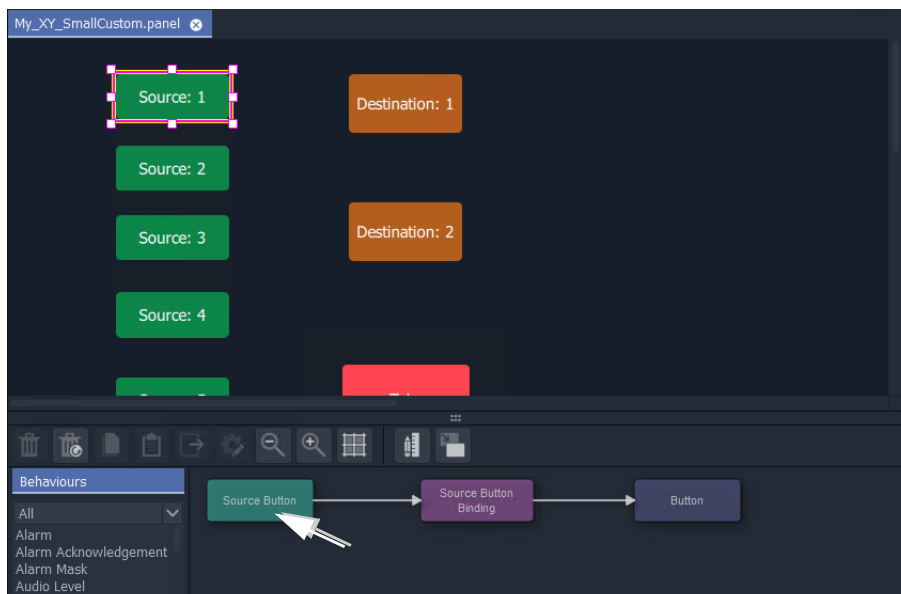 My_XY_SmallCustom.panel
Source: 1
Destination: 1
Source: 2
Source: 3
Destination: 2
Source: 4
Behaviours
All
Alarm
Alarm Acknowledgement
Alarm Mask
Audio Level
Source Button
Source Button
Binding
Button